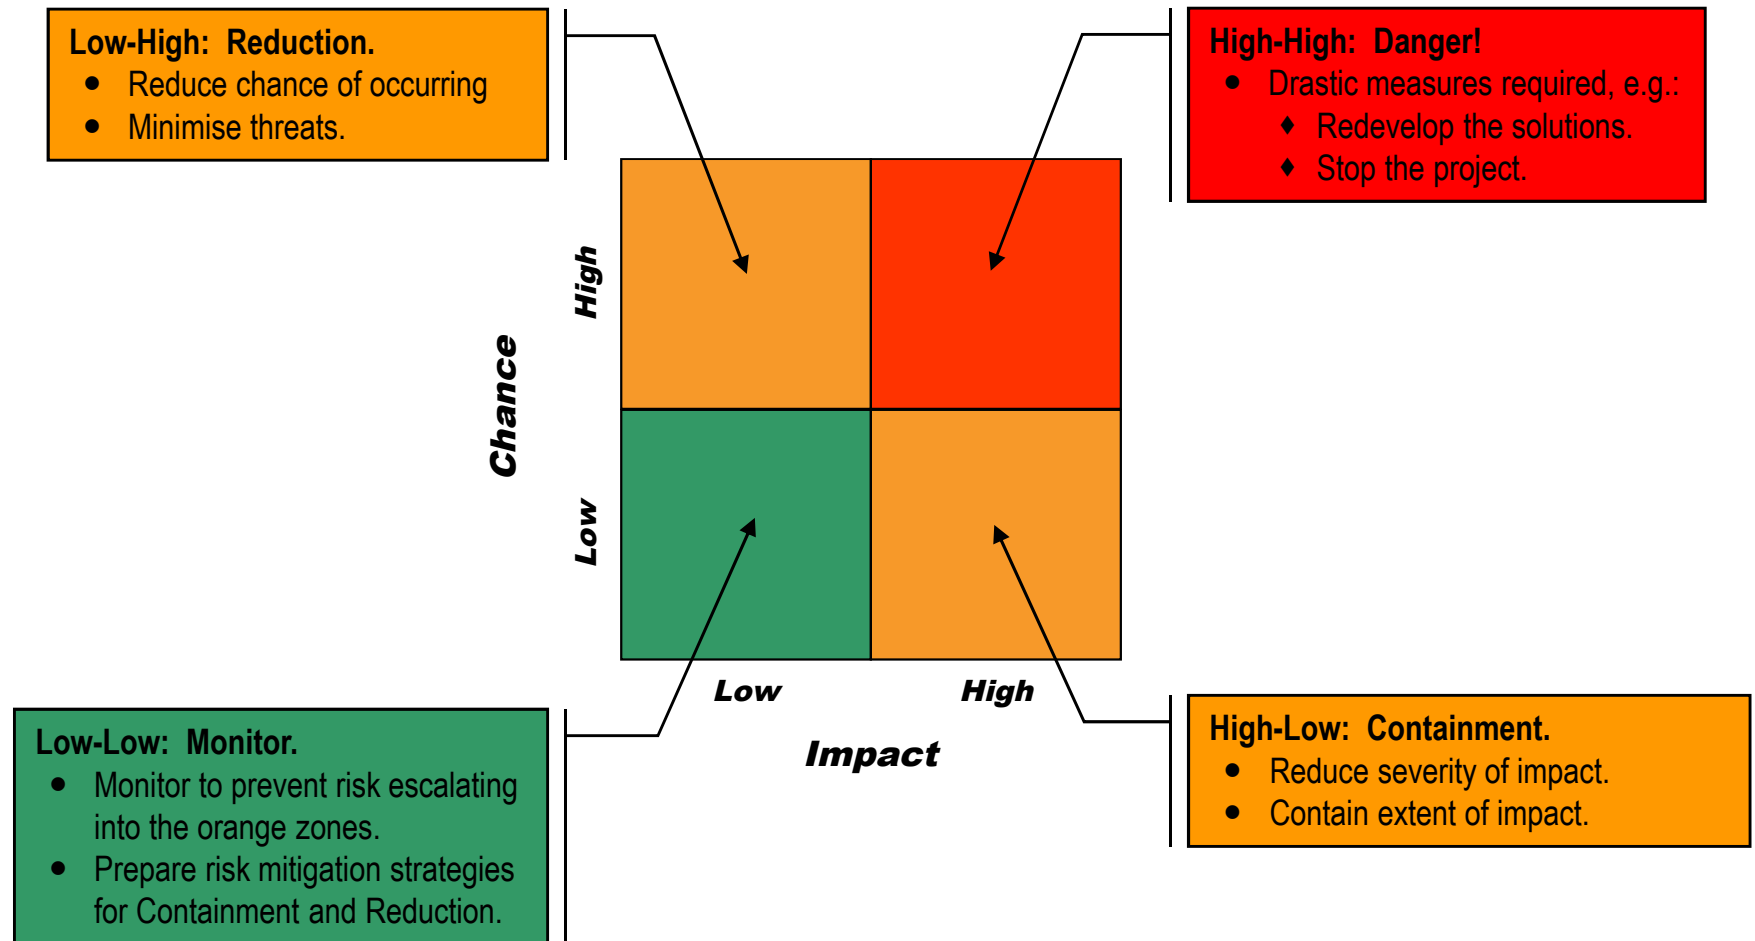 Low-High: Reduction.
● Reduce chance of occurring
● Minimise threats.
High-High: Danger!
● Drastic measures required, e.g.:
♦ Redevelop the solutions.
♦ Stop the project.
High
Chance
Low
Low
High
Impact
Low-Low: Monitor.
● Monitor to prevent risk escalating
into the orange zones.
● Prepare risk mitigation strategies
for Containment and Reduction.
High-Low: Containment.
● Reduce severity of impact.
● Contain extent of impact.